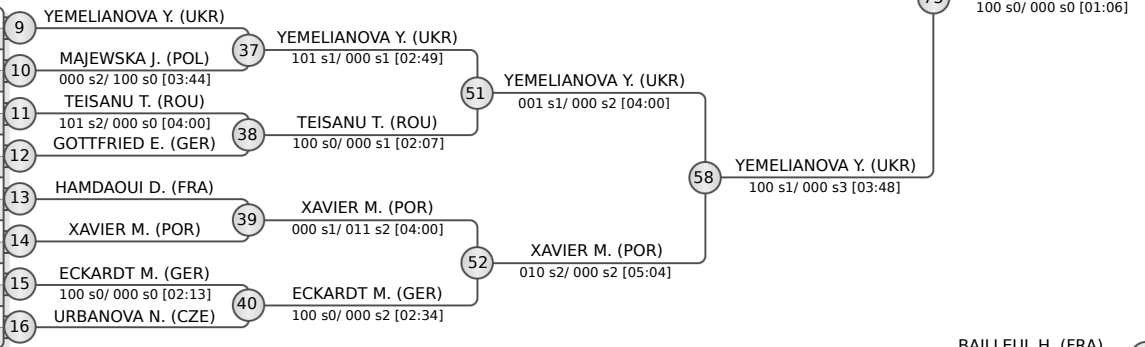 100 s0/ 000 s0 [01:06]
9
YEMELIANOVA Y. (UKR)
10
MAJEWSKA J. (POL)
000 s2/ 100 s0 [03:44]
11
TEISANU T. (ROU)
101 s2/ 000 s0 [04:00]
12
GOTTFRIED E. (GER)
13
HAMDAOUI D. (FRA)
14
XAVIER M. (POR)
15
ECKARDT M. (GER)
100 s0/ 000 s0 [02:13]
16
URBANOVA N. (CZE)
37
YEMELIANOVA Y. (UKR)
101 s1/ 000 s1 [02:49]
38
TEISANU T. (ROU)
100 s0/ 000 s1 [02:07]
39
XAVIER M. (POR)
000 s1/ 011 s2 [04:00]
40
ECKARDT M. (GER)
100 s0/ 000 s2 [02:34]
51
YEMELIANOVA Y. (UKR)
001 s1/ 000 s2 [04:00]
52
XAVIER M. (POR)
010 s2/ 000 s2 [05:04]
58
YEMELIANOVA Y. (UKR)
100 s1/ 000 s3 [03:48]
BAILLEUL H. (FRA)